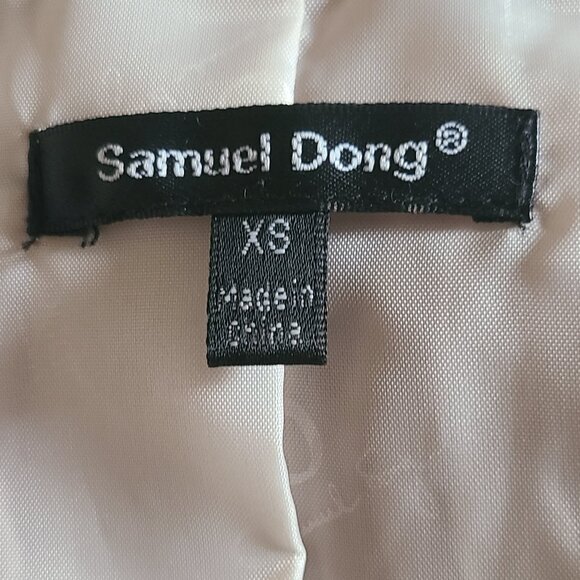 Samuel Dong®
XS
Made in
China